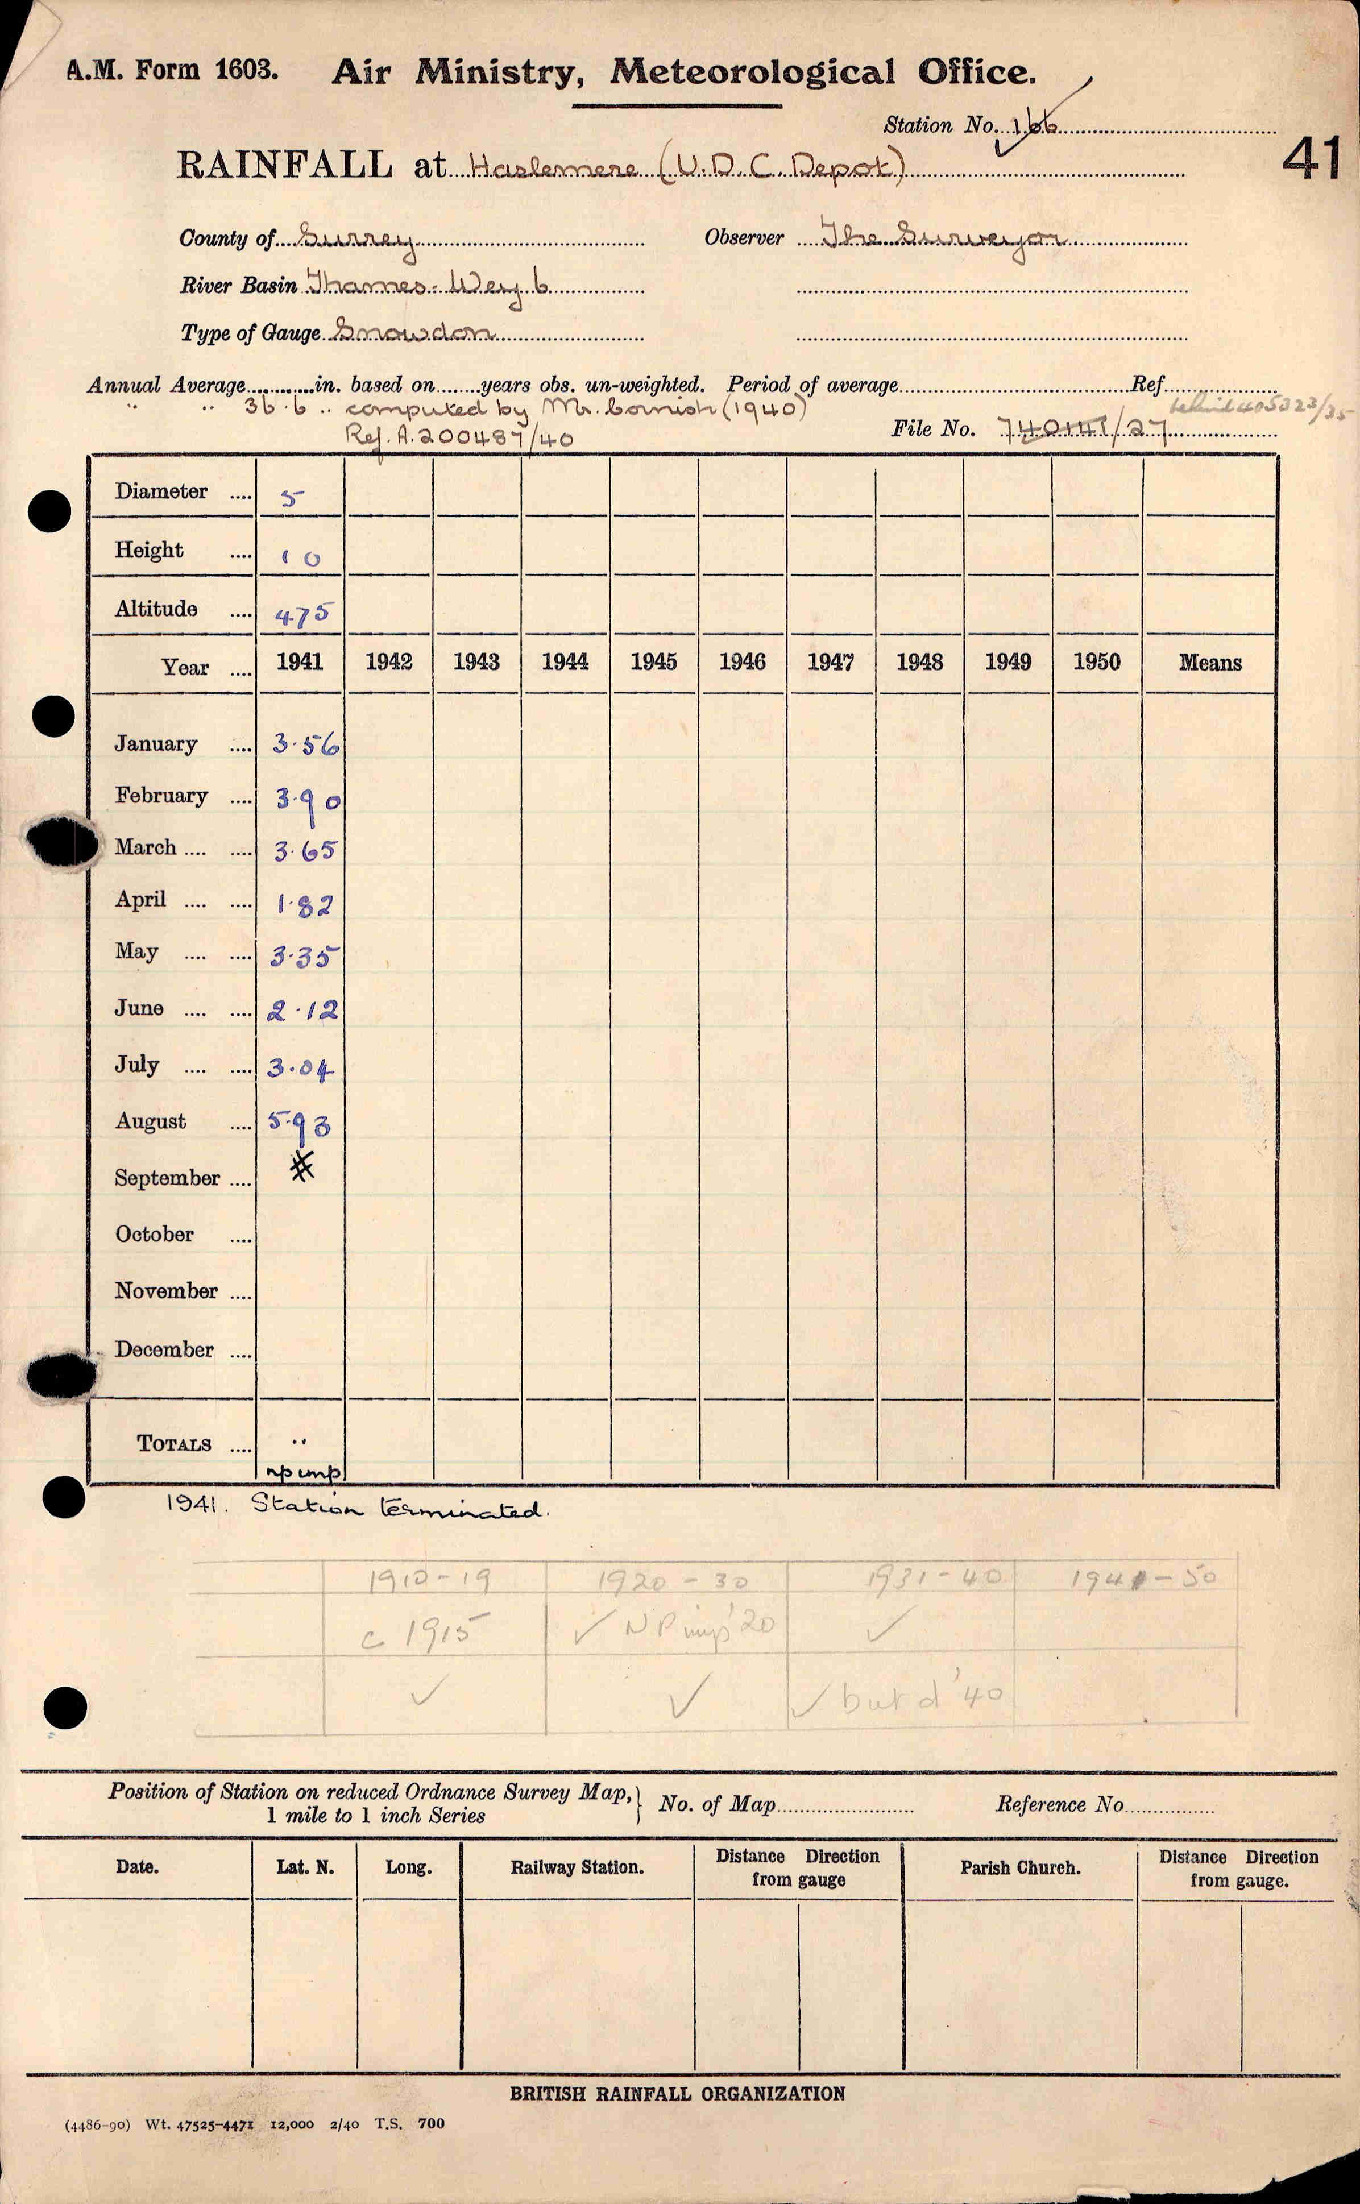 A.M. Form 1603. Air Ministry, Meteorological Office.
Station No. 166
41
RAINFALL at Haslemere (U.D.C. Depot)
County of Surrey Observer The Surveyor
River Basin Thames-Wey 6
Type of Gauge Snowdon
Annual Average in. based on years obs. un-weighted. Period of average Ref.
" " 36.6 .. computed by Mr. Cornish (1940)
Ref. A.200487/40 File No. /27
Diameter .... 5
Height .... 10
Altitude .... 475
Year .... 1941 1942 1943 1944 1945 1946 1947 1948 1949 1950 Means
January .... 3.56
February .... 3.90
March .... .... 3.65
April .... .... 1.82
May .... .... 3.35
June .... .... 2.12
July .... .... 3.04
August .... 5.93
September .... #
October ....
November ....
December ....
TOTALS .... ..
np imp
1941. Station terminated.
1910-19 1920-30 1931-40 1941-50
c 1915 ✓ N P imp '20 ✓
✓ ✓ ✓ but d '40
Position of Station on reduced Ordnance Survey Map,} No. of Map Reference No.
1 mile to 1 inch Series
Date. Lat. N. Long. Railway Station. Distance Direction from gauge Parish Church. Distance Direction from gauge.
BRITISH RAINFALL ORGANIZATION
(4486-90) Wt. 47525-4471 12,000 2/40 T.S. 700